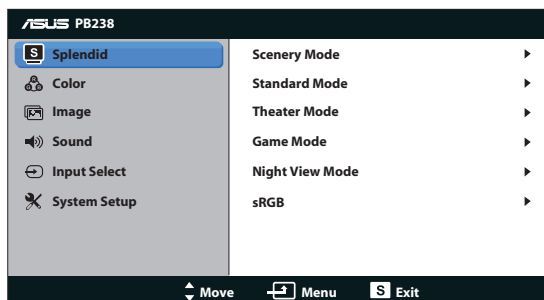 ASUS PB238
S Splendid
Color
Image
Sound
Input Select
System Setup
Scenery Mode
Standard Mode
Theater Mode
Game Mode
Night View Mode
sRGB
Move Menu S Exit